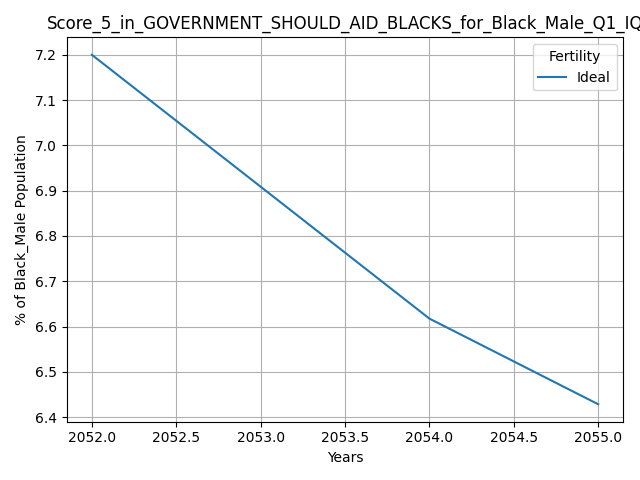 Score_5_in_GOVERNMENT_SHOULD_AID_BLACKS_for_Black_Male_Q1_IQ
Fertility
Ideal
% of Black_Male Population
7.2
7.1
7.0
6.9
6.8
6.7
6.6
6.5
6.4
2052.0 2052.5 2053.0 2053.5 2054.0 2054.5 2055.0
Years